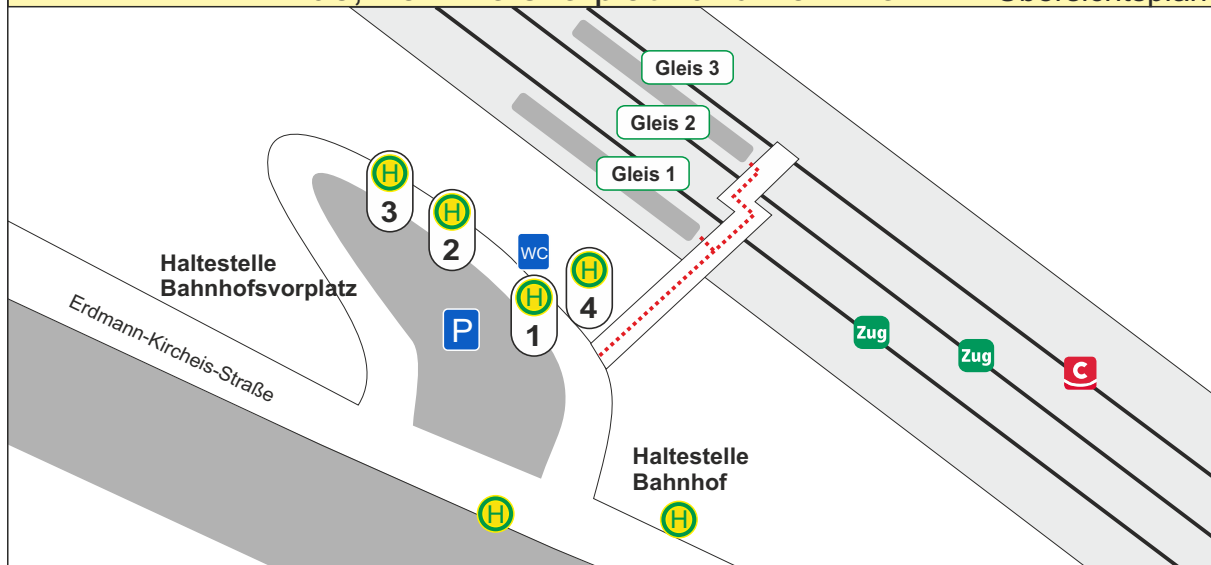 Übersichtsplan
Gleis 3
Gleis 2
Gleis 1
H
3
H
2
WC
H
4
H
1
Haltestelle
Bahnhofsvorplatz
P
Erdmann-Kircheis-Straße
Zug
Zug
C
Haltestelle
Bahnhof
H
H